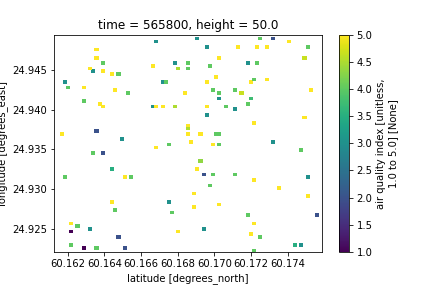 time = 565800, height = 50.0
24.945
24.940
24.935
24.930
24.925
longitude [degrees_east]
60.162 60.164 60.166 60.168 60.170 60.172 60.174
latitude [degrees_north]
5.0
4.5
4.0
3.5
3.0
2.5
2.0
1.5
1.0
air quality index [unitless,
1.0 to 5.0] [None]